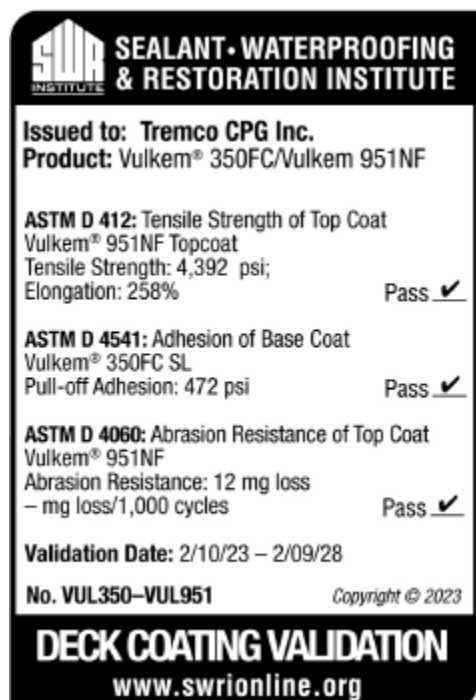 SWR
INSTITUTE
SEALANT • WATERPROOFING
& RESTORATION INSTITUTE
Issued to: Tremco CPG Inc.
Product: Vulkem® 350FC/Vulkem 951NF
ASTM D 412: Tensile Strength of Top Coat
Vulkem® 951NF Topcoat
Tensile Strength: 4,392 psi;
Elongation: 258% Pass ✔
ASTM D 4541: Adhesion of Base Coat
Vulkem® 350FC SL
Pull-off Adhesion: 472 psi Pass ✔
ASTM D 4060: Abrasion Resistance of Top Coat
Vulkem® 951NF
Abrasion Resistance: 12 mg loss
– mg loss/1,000 cycles Pass ✔
Validation Date: 2/10/23 – 2/09/28
No. VUL350–VUL951 Copyright © 2023
DECK COATING VALIDATION
www.swrionline.org